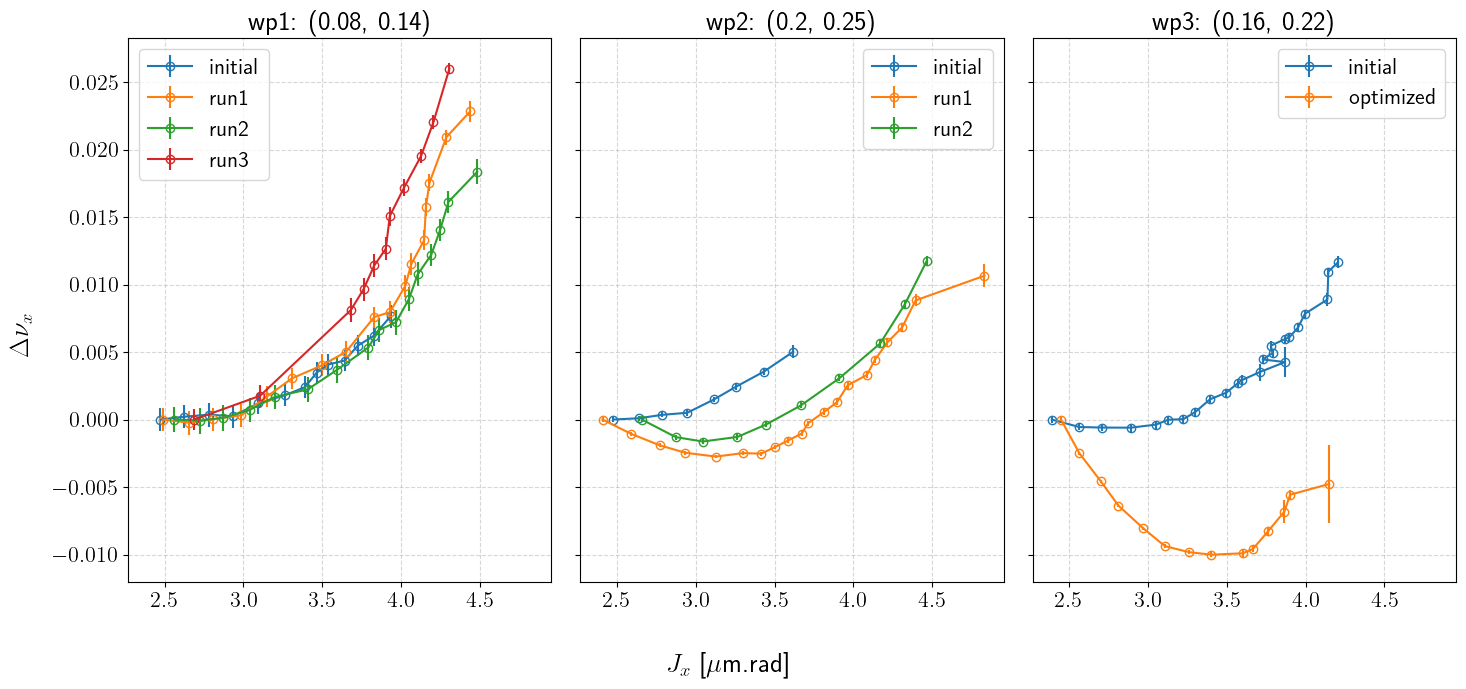 wp1: (0.08, 0.14)
initial
run1
run2
run3
wp2: (0.2, 0.25)
initial
run1
run2
wp3: (0.16, 0.22)
initial
optimized
0.025
0.020
0.015
0.010
0.005
0.000
−0.005
−0.010
Δν_x
2.5 3.0 3.5 4.0 4.5
2.5 3.0 3.5 4.0 4.5
2.5 3.0 3.5 4.0 4.5
J_x [μm.rad]